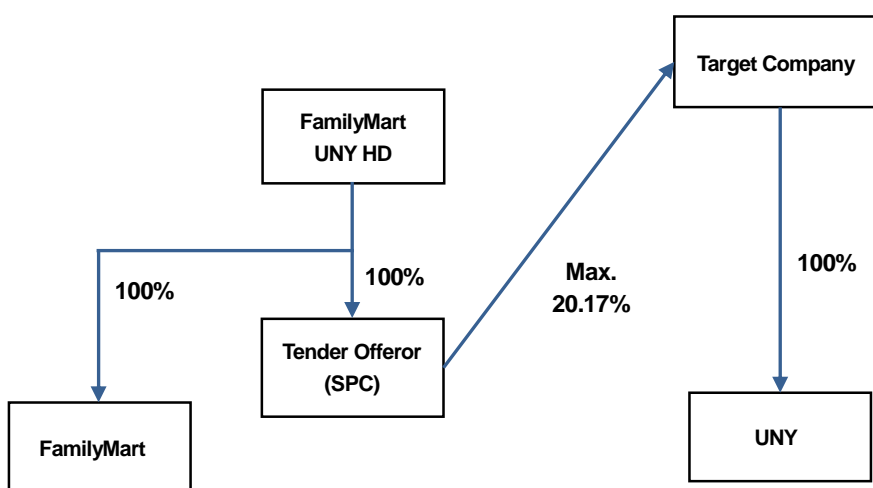 Target Company
FamilyMart
UNY HD
100%
100%
Max.
20.17%
100%
Tender Offeror
(SPC)
FamilyMart
UNY